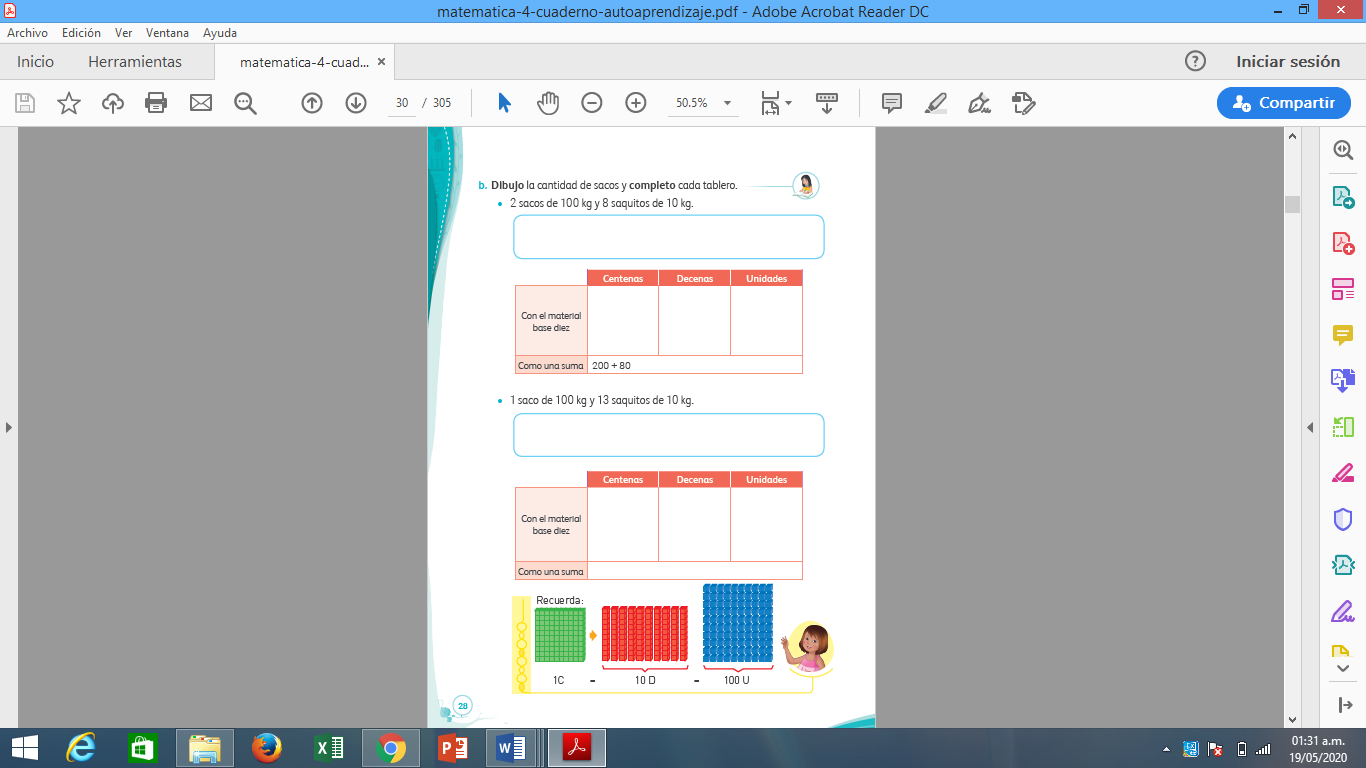 matematica-4-cuaderno-autoaprendizaje.pdf - Adobe Acrobat Reader DC
Archivo Edición Ver Ventana Ayuda
Inicio Herramientas matematica-4-cuad... × ? Iniciar sesión
30 / 305 50.5% Compartir
b. Dibujo la cantidad de sacos y completo cada tablero.
• 2 sacos de 100 kg y 8 saquitos de 10 kg.
Centenas Decenas Unidades
Con el material
base diez
Como una suma 200 + 80
• 1 saco de 100 kg y 13 saquitos de 10 kg.
Centenas Decenas Unidades
Con el material
base diez
Como una suma
Recuerda:
1C = 10 D = 100 U
28
01:31 a.m.
19/05/2020